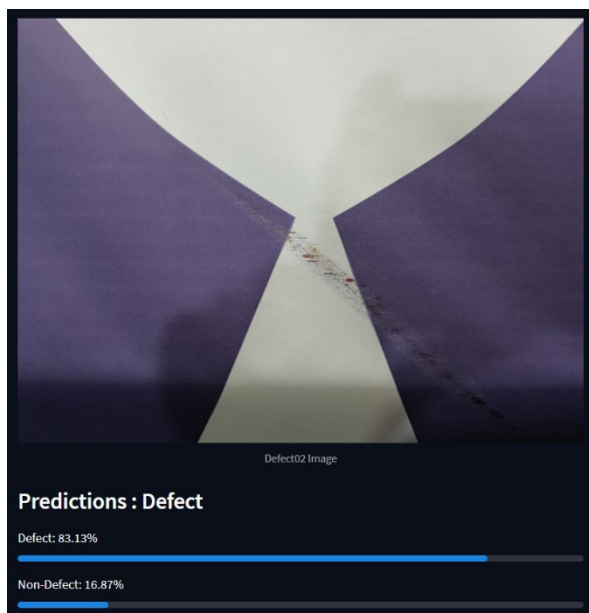 Defect02 Image
Predictions : Defect
Defect: 83.13%
Non-Defect: 16.87%